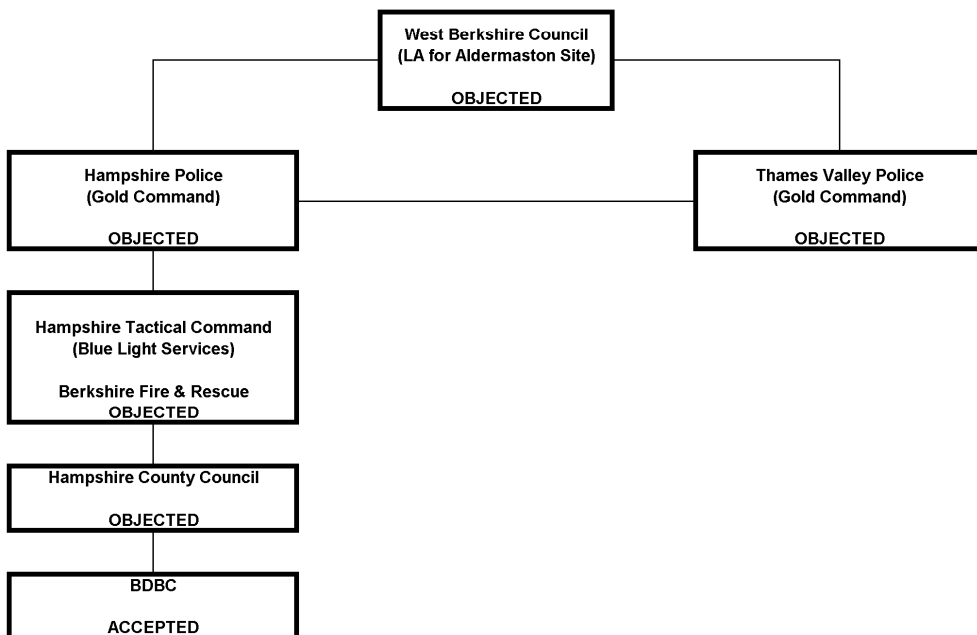 West Berkshire Council
(LA for Aldermaston Site)
OBJECTED
Hampshire Police
(Gold Command)
OBJECTED
Thames Valley Police
(Gold Command)
OBJECTED
Hampshire Tactical Command
(Blue Light Services)
Berkshire Fire & Rescue
OBJECTED
Hampshire County Council
OBJECTED
BDBC
ACCEPTED